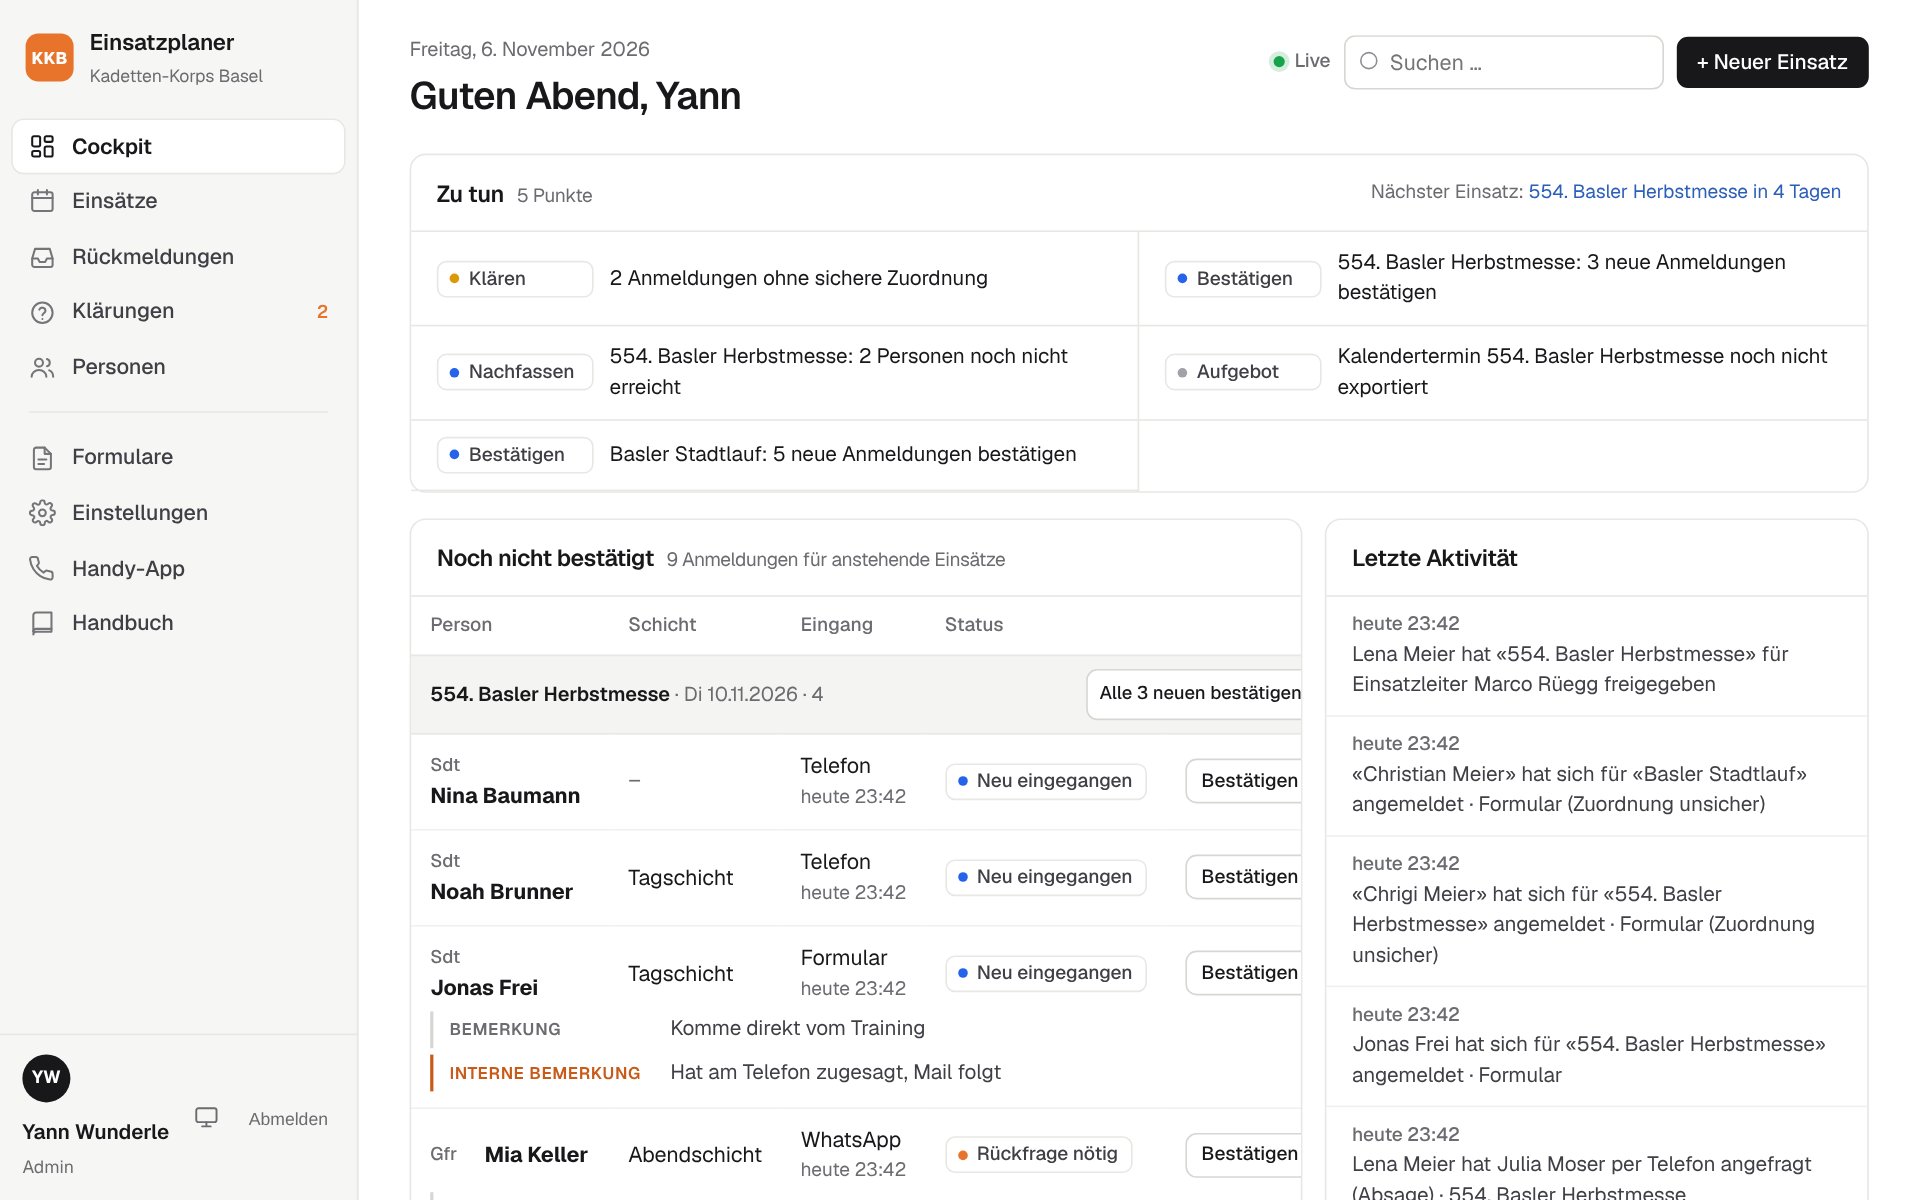 KKB
Einsatzplaner
Kadetten-Korps Basel
Cockpit
Einsätze
Rückmeldungen
Klärungen 2
Personen
Formulare
Einstellungen
Handy-App
Handbuch
YW
Yann Wunderle
Admin
Abmelden
Freitag, 6. November 2026
Guten Abend, Yann
Live
Suchen ...
+ Neuer Einsatz
Zu tun 5 Punkte
Nächster Einsatz: 554. Basler Herbstmesse in 4 Tagen
Klären
2 Anmeldungen ohne sichere Zuordnung
Bestätigen
554. Basler Herbstmesse: 3 neue Anmeldungen
bestätigen
Nachfassen
554. Basler Herbstmesse: 2 Personen noch nicht
erreicht
Aufgebot
Kalendertermin 554. Basler Herbstmesse noch nicht
exportiert
Bestätigen
Basler Stadtlauf: 5 neue Anmeldungen bestätigen
Noch nicht bestätigt 9 Anmeldungen für anstehende Einsätze
Person Schicht Eingang Status
554. Basler Herbstmesse · Di 10.11.2026 · 4
Alle 3 neuen bestätigen
Sdt
Nina Baumann
–
Telefon
heute 23:42
Neu eingegangen
Bestätigen
Sdt
Noah Brunner
Tagschicht
Telefon
heute 23:42
Neu eingegangen
Bestätigen
Sdt
Jonas Frei
Tagschicht
Formular
heute 23:42
Neu eingegangen
Bestätigen
BEMERKUNG Komme direkt vom Training
INTERNE BEMERKUNG Hat am Telefon zugesagt, Mail folgt
Gfr Mia Keller
Abendschicht
WhatsApp
heute 23:42
Rückfrage nötig
Bestätigen
Letzte Aktivität
heute 23:42
Lena Meier hat «554. Basler Herbstmesse» für
Einsatzleiter Marco Rüegg freigegeben
heute 23:42
«Christian Meier» hat sich für «Basler Stadtlauf»
angemeldet · Formular (Zuordnung unsicher)
heute 23:42
«Chrigi Meier» hat sich für «554. Basler
Herbstmesse» angemeldet · Formular (Zuordnung
unsicher)
heute 23:42
Jonas Frei hat sich für «554. Basler Herbstmesse»
angemeldet · Formular
heute 23:42
Lena Meier hat Julia Moser per Telefon angefragt
(Absage) · 554. Basler Herbstmesse